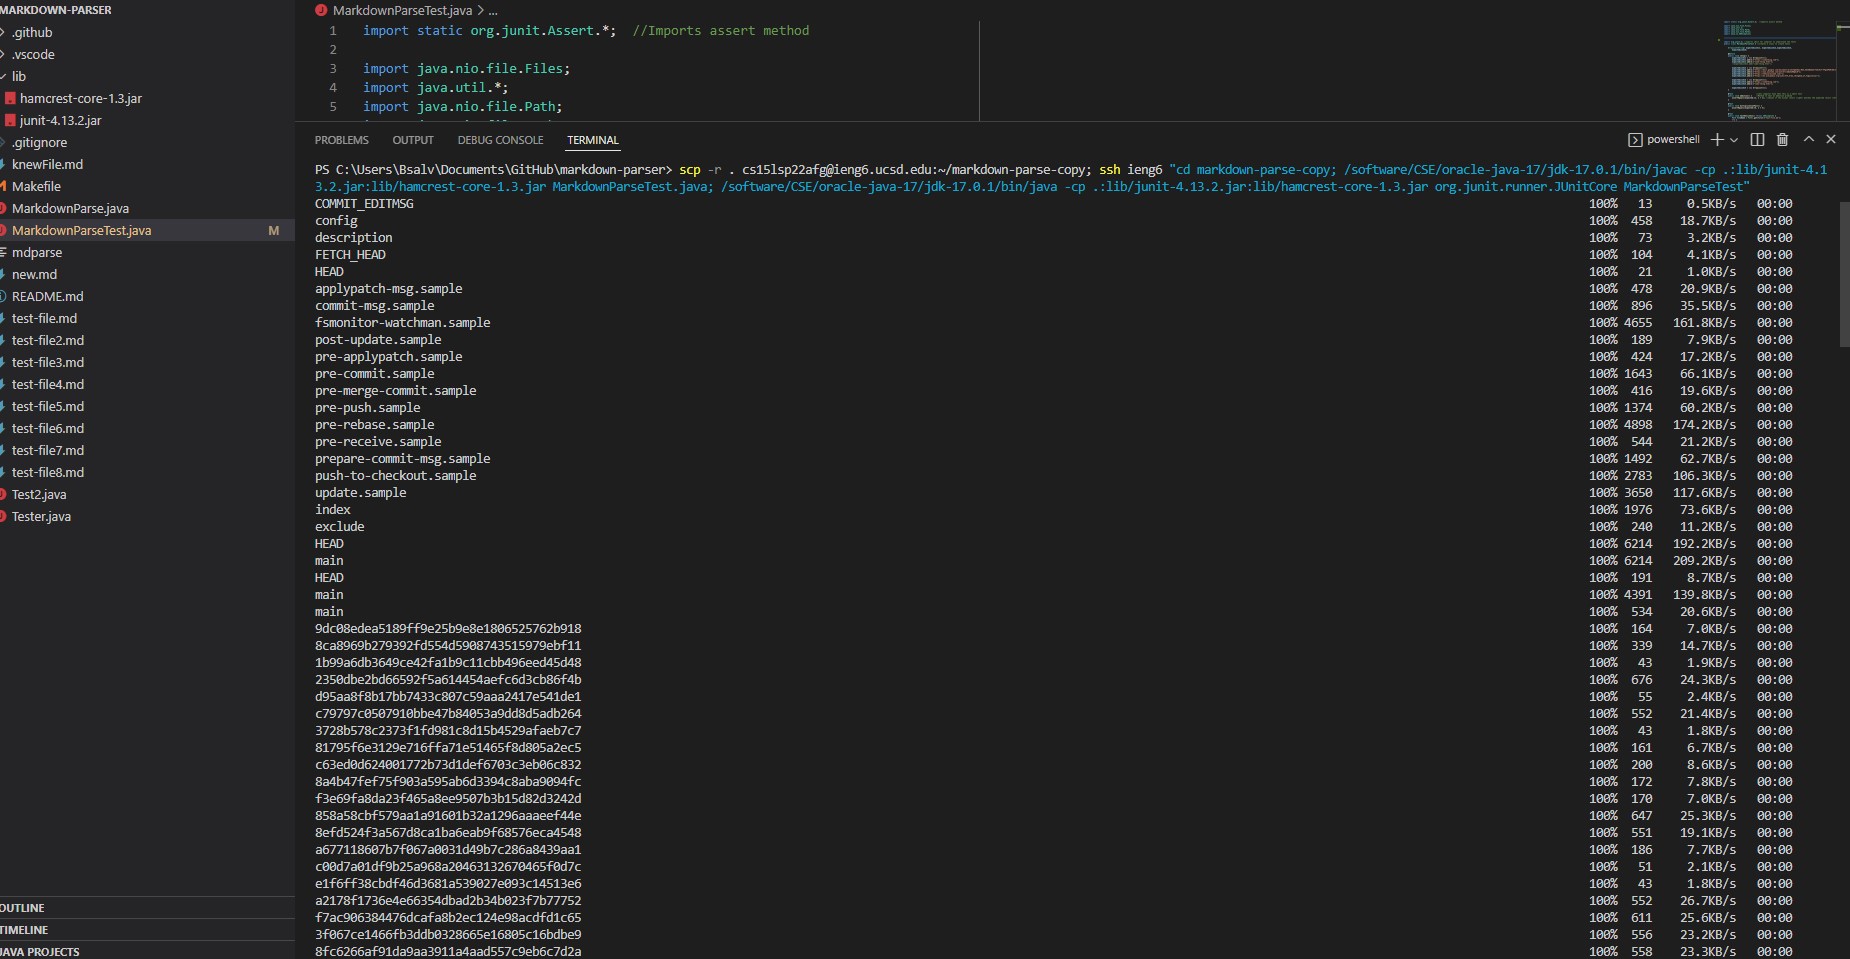 MARKDOWN-PARSER
.github
.vscode
lib
hamcrest-core-1.3.jar
junit-4.13.2.jar
.gitignore
knewFile.md
Makefile
MarkdownParse.java
MarkdownParseTest.java M
mdparse
new.md
README.md
test-file.md
test-file2.md
test-file3.md
test-file4.md
test-file5.md
test-file6.md
test-file7.md
test-file8.md
Test2.java
Tester.java
OUTLINE
TIMELINE
JAVA PROJECTS
MarkdownParseTest.java > ...
1 import static org.junit.Assert.*; //Imports assert method
2
3 import java.nio.file.Files;
4 import java.util.*;
5 import java.nio.file.Path;
PROBLEMS OUTPUT DEBUG CONSOLE TERMINAL powershell
PS C:\Users\Bsalv\Documents\GitHub\markdown-parser> scp -r . cs15lsp22afg@ieng6.ucsd.edu:~/markdown-parse-copy; ssh ieng6 "cd markdown-parse-copy; /software/CSE/oracle-java-17/jdk-17.0.1/bin/javac -cp .:lib/junit-4.1
3.2.jar:lib/hamcrest-core-1.3.jar MarkdownParseTest.java; /software/CSE/oracle-java-17/jdk-17.0.1/bin/java -cp .:lib/junit-4.13.2.jar:lib/hamcrest-core-1.3.jar org.junit.runner.JUnitCore MarkdownParseTest"
COMMIT_EDITMSG 100% 13 0.5KB/s 00:00
config 100% 458 18.7KB/s 00:00
description 100% 73 3.2KB/s 00:00
FETCH_HEAD 100% 104 4.1KB/s 00:00
HEAD 100% 21 1.0KB/s 00:00
applypatch-msg.sample 100% 478 20.9KB/s 00:00
commit-msg.sample 100% 896 35.5KB/s 00:00
fsmonitor-watchman.sample 100% 4655 161.8KB/s 00:00
post-update.sample 100% 189 7.9KB/s 00:00
pre-applypatch.sample 100% 424 17.2KB/s 00:00
pre-commit.sample 100% 1643 66.1KB/s 00:00
pre-merge-commit.sample 100% 416 19.6KB/s 00:00
pre-push.sample 100% 1374 60.2KB/s 00:00
pre-rebase.sample 100% 4898 174.2KB/s 00:00
pre-receive.sample 100% 544 21.2KB/s 00:00
prepare-commit-msg.sample 100% 1492 62.7KB/s 00:00
push-to-checkout.sample 100% 2783 106.3KB/s 00:00
update.sample 100% 3650 117.6KB/s 00:00
index 100% 1976 73.6KB/s 00:00
exclude 100% 240 11.2KB/s 00:00
HEAD 100% 6214 192.2KB/s 00:00
main 100% 6214 209.2KB/s 00:00
HEAD 100% 191 8.7KB/s 00:00
main 100% 4391 139.8KB/s 00:00
main 100% 534 20.6KB/s 00:00
9dc08edea5189ff9e25b9e8e1806525762b918 100% 164 7.0KB/s 00:00
8ca8969b279392fd554d5908743515979ebf11 100% 339 14.7KB/s 00:00
1b99a6db3649ce42fa1b9c11cbb496eed45d48 100% 43 1.9KB/s 00:00
2350dbe2bd66592f5a614454aefc6d3cb86f4b 100% 676 24.3KB/s 00:00
d95aa8f8b17bb7433c807c59aaa2417e541de1 100% 55 2.4KB/s 00:00
c79797c0507910bbe47b84053a9dd8d5adb264 100% 552 21.4KB/s 00:00
3728b578c2373f1fd981c8d15b4529afaeb7c7 100% 43 1.8KB/s 00:00
81795f6e3129e716ffa71e51465f8d805a2ec5 100% 161 6.7KB/s 00:00
c63ed0d624001772b73d1def6703c3eb06c832 100% 200 8.6KB/s 00:00
8a4b47fef75f903a595ab6d3394c8aba9094fc 100% 172 7.8KB/s 00:00
f3e69fa8da23f465a8ee9507b3b15d82d3242d 100% 170 7.0KB/s 00:00
858a58cbf579aa1a91601b32a1296aaaeef44e 100% 647 25.3KB/s 00:00
8efd524f3a567d8ca1ba6eab9f68576eca4548 100% 551 19.1KB/s 00:00
a677118607b7f067a0031d49b7c286a8439aa1 100% 186 7.7KB/s 00:00
c00d7a01df9b25a968a20463132670465f0d7c 100% 51 2.1KB/s 00:00
e1f6ff38cbdf46d3681a539027e093c14513e6 100% 43 1.8KB/s 00:00
a2178f1736e4e66354dbad2b34b023f7b77752 100% 552 26.7KB/s 00:00
f7ac906384476dcafa8b2ec124e98acdfd1c65 100% 611 25.6KB/s 00:00
3f067ce1466fb3ddb0328665e16805c16bdbe9 100% 556 23.2KB/s 00:00
8fc6266af91da9aa3911a4aad557c9eb6c7d2a 100% 558 23.3KB/s 00:00